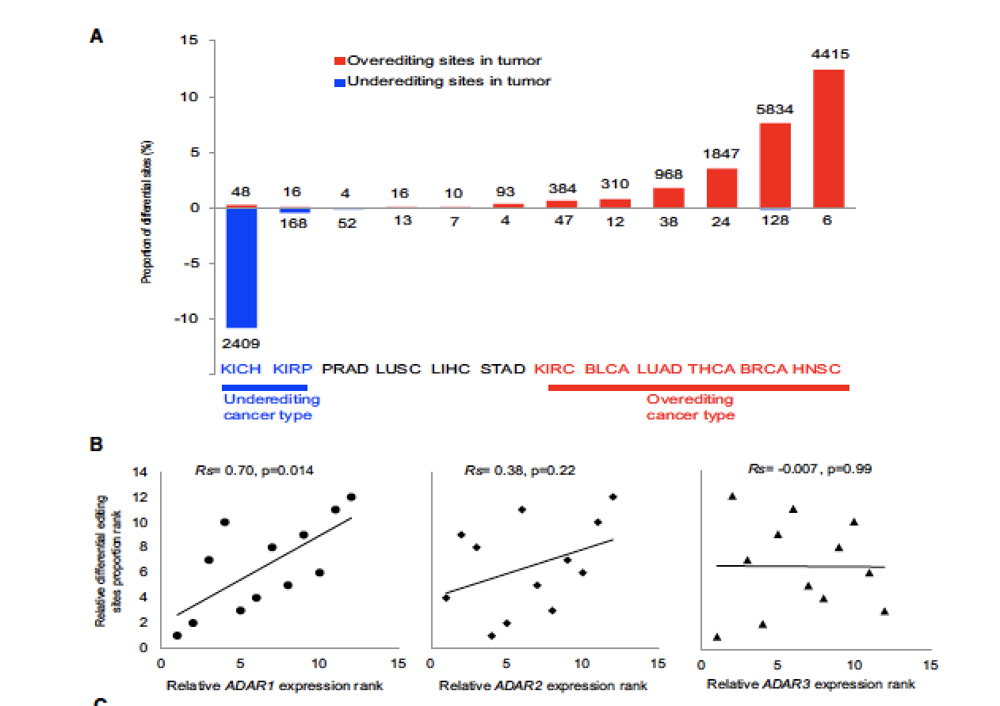 A
15
10
5
0
-5
-10
Proportion of differential sites (%)
Overediting sites in tumor
Underediting sites in tumor
48 16 4 16 10 93 384 310 968 1847 5834 4415
2409 168 52 13 7 4 47 12 38 24 128 6
KICH KIRP PRAD LUSC LIHC STAD KIRC BLCA LUAD THCA BRCA HNSC
Underediting
cancer type
Overediting
cancer type
B
Relative differential editing
sites proportion rank
14
12
10
8
6
4
2
0
Rs= 0.70, p=0.014
0 5 10 15
Relative ADAR1 expression rank
Rs= 0.38, p=0.22
0 5 10 15
Relative ADAR2 expression rank
Rs= -0.007, p=0.99
0 5 10 15
Relative ADAR3 expression rank